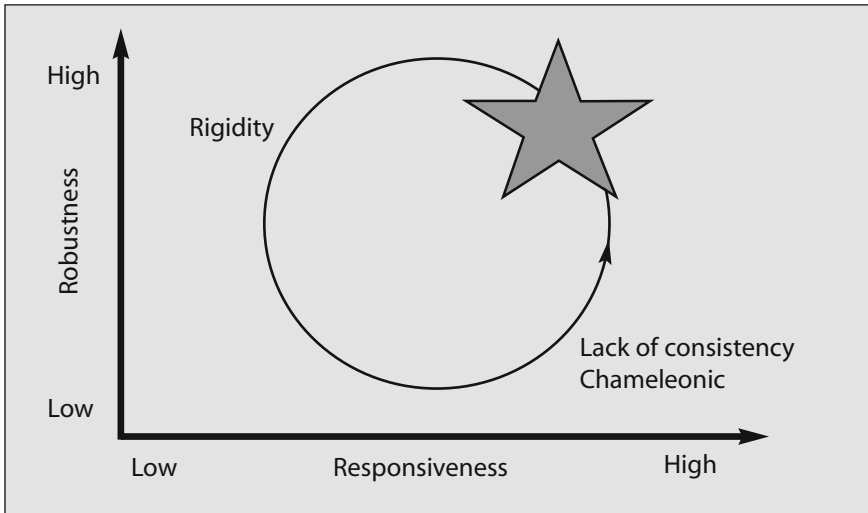 High
Rigidity
Robustness
Lack of consistency
Chameleonic
Low
Low
Responsiveness
High